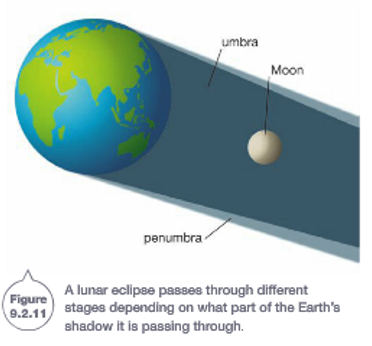 umbra
Moon
penumbra
Figure
9.2.11
A lunar eclipse passes through different
stages depending on what part of the Earth's
shadow it is passing through.